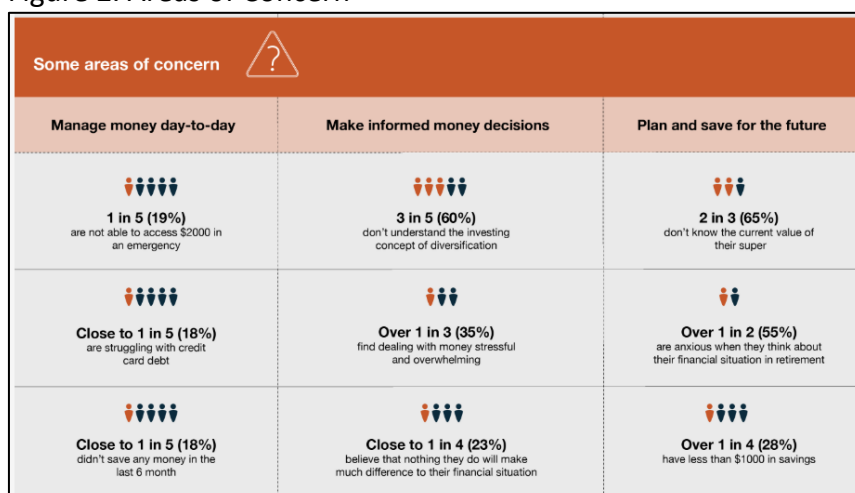 Figure 2: Areas of Concern
Some areas of concern
?
Manage money day-to-day
Make informed money decisions
Plan and save for the future
1 in 5 (19%)
are not able to access $2000 in
an emergency
3 in 5 (60%)
don't understand the investing
concept of diversification
2 in 3 (65%)
don't know the current value of
their super
Close to 1 in 5 (18%)
are struggling with credit
card debt
Over 1 in 3 (35%)
find dealing with money stressful
and overwhelming
Over 1 in 2 (55%)
are anxious when they think about
their financial situation in retirement
Close to 1 in 5 (18%)
didn't save any money in the
last 6 month
Close to 1 in 4 (23%)
believe that nothing they do will make
much difference to their financial situation
Over 1 in 4 (28%)
have less than $1000 in savings